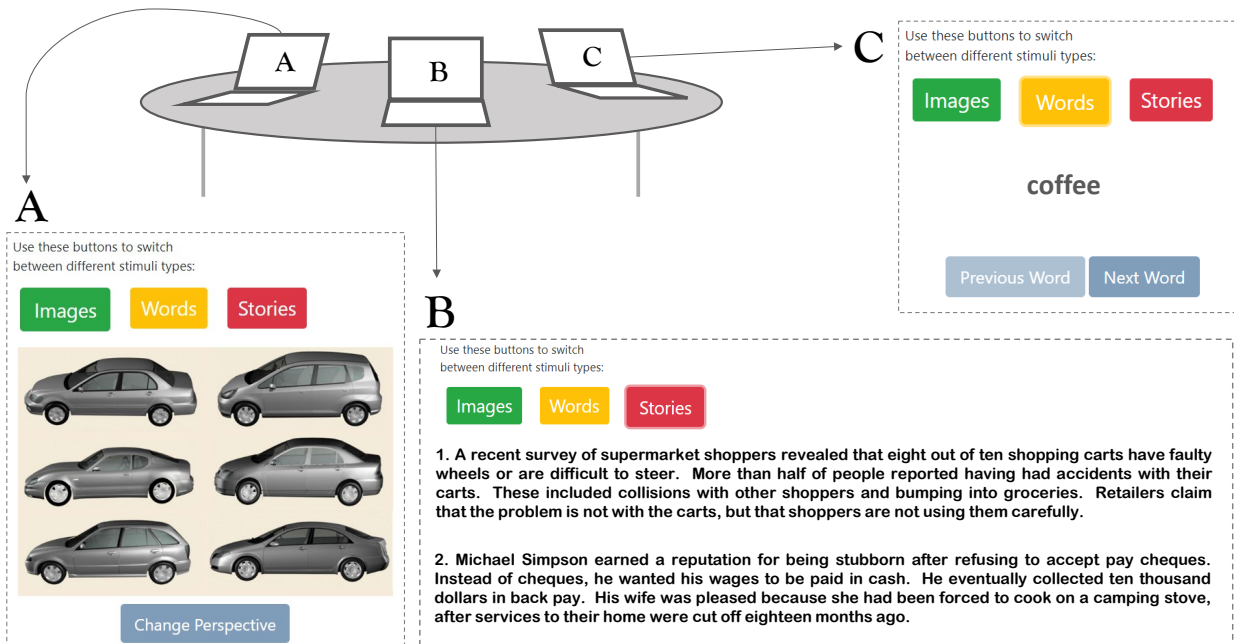 A
B
C
C
Use these buttons to switch
between different stimuli types:
Images Words Stories
coffee
Previous Word Next Word
A
Use these buttons to switch
between different stimuli types:
Images Words Stories
Change Perspective
B
Use these buttons to switch
between different stimuli types:
Images Words Stories
1. A recent survey of supermarket shoppers revealed that eight out of ten shopping carts have faulty
wheels or are difficult to steer. More than half of people reported having had accidents with their
carts. These included collisions with other shoppers and bumping into groceries. Retailers claim
that the problem is not with the carts, but that shoppers are not using them carefully.
2. Michael Simpson earned a reputation for being stubborn after refusing to accept pay cheques.
Instead of cheques, he wanted his wages to be paid in cash. He eventually collected ten thousand
dollars in back pay. His wife was pleased because she had been forced to cook on a camping stove,
after services to their home were cut off eighteen months ago.